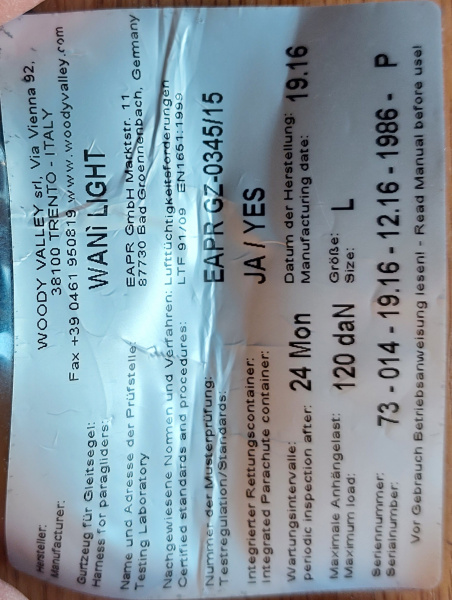 Hersteller: WOODY VALLEY srl, Via Vienna 92,
Manufacturer: 38100 TRENTO - ITALY
Fax +39 0461 950819 www.woodyvalley.com
Gurtzeug für Gleitsegel:
Harness for paragliders: WANI LIGHT
Name und Adresse der Prüfstelle: EAPR GmbH Marktstr. 11
Testing Laboratory 87730 Bad Groennenbach, Germany
Nachgewiesene Normen und Verfahren: Lufttüchtigkeitsforderungen
Certified standards and procedures: LTF 91/09 EN1651:1999
Nummer der Musterprüfung:
Testregulation/Standards: EAPR GZ-0345/15
Integrierter Rettungscontainer:
Integrated Parachute container: JA / YES
Wartungsintervalle: Datum der Herstellung:
periodic inspection after: 24 Mon Manufacturing date: 19.16
Maximale Anhängelast: Größe:
Maximum load: 120 daN Size: L
Seriennummer:
Serialnumber: 73 - 014 - 19.16 - 12.16 - 1986 - P
Vor Gebrauch Betriebsanweisung lesen! - Read Manual before use!